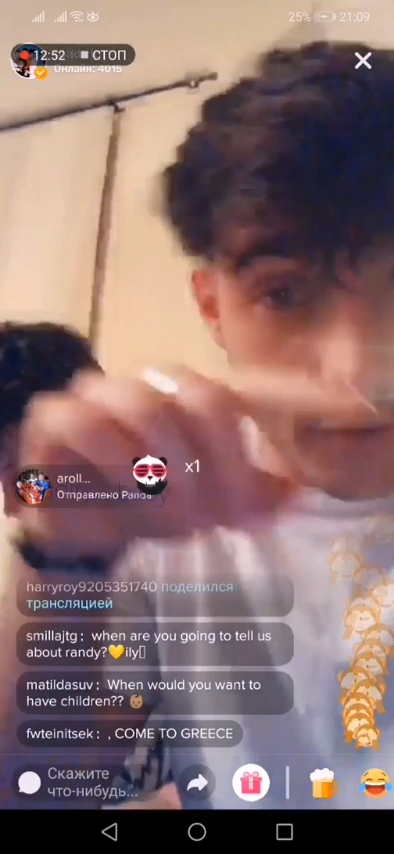 25% 21:09
12:52 СТОП
Онлайн: 4015
x1
aroll...
Отправлено Panda
harryroy9205351740 поделился
трансляцией
smillajtg: when are you going to tell us
about randy?💛ily
matildasuv: When would you want to
have children?? 👶🏽
fwteinitsek: , COME TO GREECE
Скажите
что-нибудь...